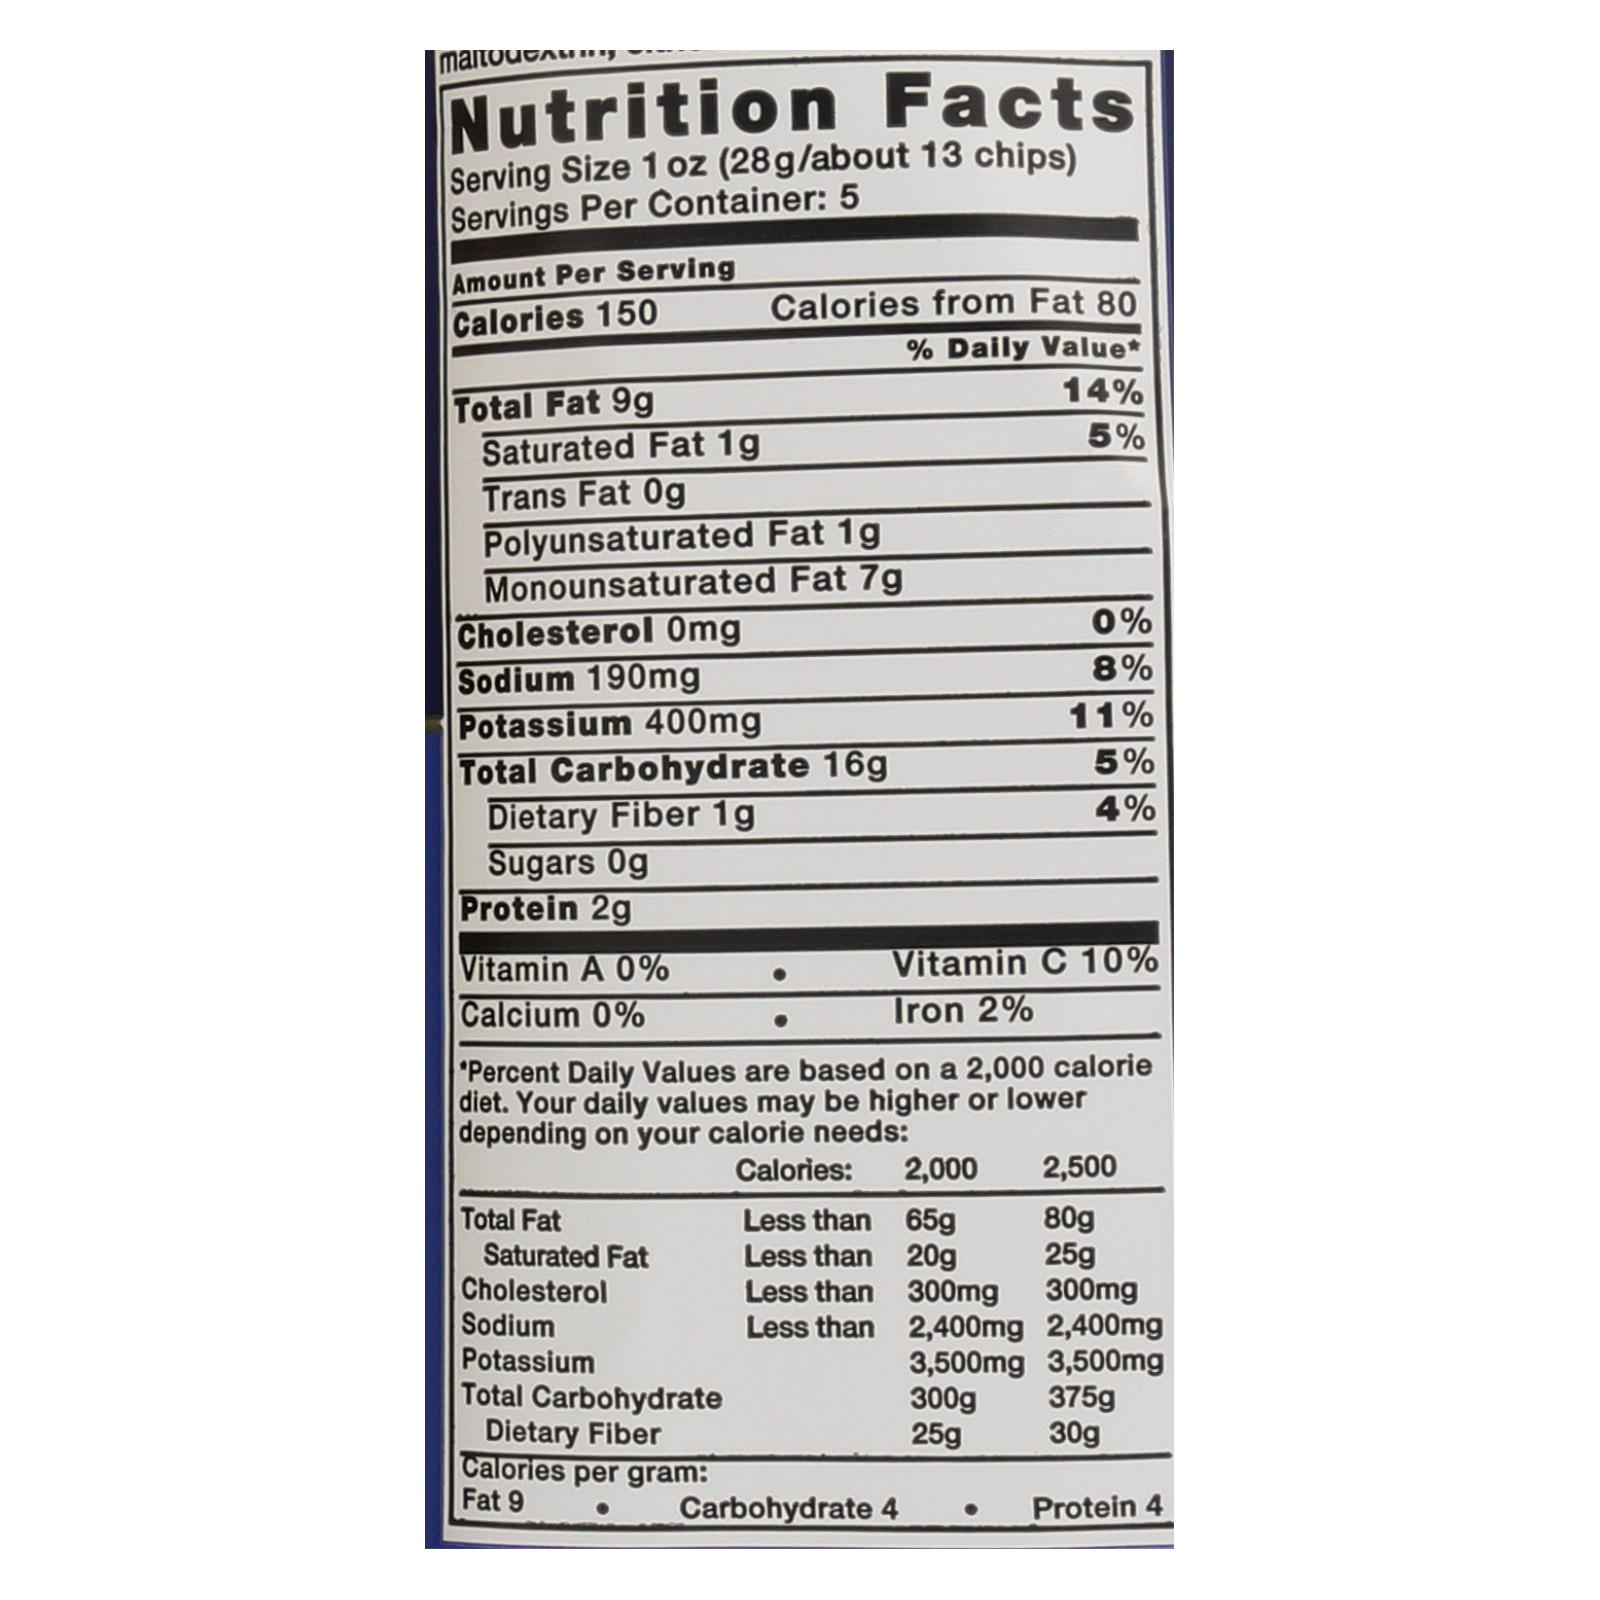 Nutrition Facts
Serving Size 1 oz (28g/about 13 chips)
Servings Per Container: 5
Amount Per Serving
Calories 150 Calories from Fat 80
% Daily Value*
Total Fat 9g 14%
Saturated Fat 1g 5%
Trans Fat 0g
Polyunsaturated Fat 1g
Monounsaturated Fat 7g
Cholesterol 0mg 0%
Sodium 190mg 8%
Potassium 400mg 11%
Total Carbohydrate 16g 5%
Dietary Fiber 1g 4%
Sugars 0g
Protein 2g
Vitamin A 0% • Vitamin C 10%
Calcium 0% • Iron 2%
*Percent Daily Values are based on a 2,000 calorie
diet. Your daily values may be higher or lower
depending on your calorie needs:
Calories: 2,000 2,500
Total Fat Less than 65g 80g
Saturated Fat Less than 20g 25g
Cholesterol Less than 300mg 300mg
Sodium Less than 2,400mg 2,400mg
Potassium 3,500mg 3,500mg
Total Carbohydrate 300g 375g
Dietary Fiber 25g 30g
Calories per gram:
Fat 9 • Carbohydrate 4 • Protein 4